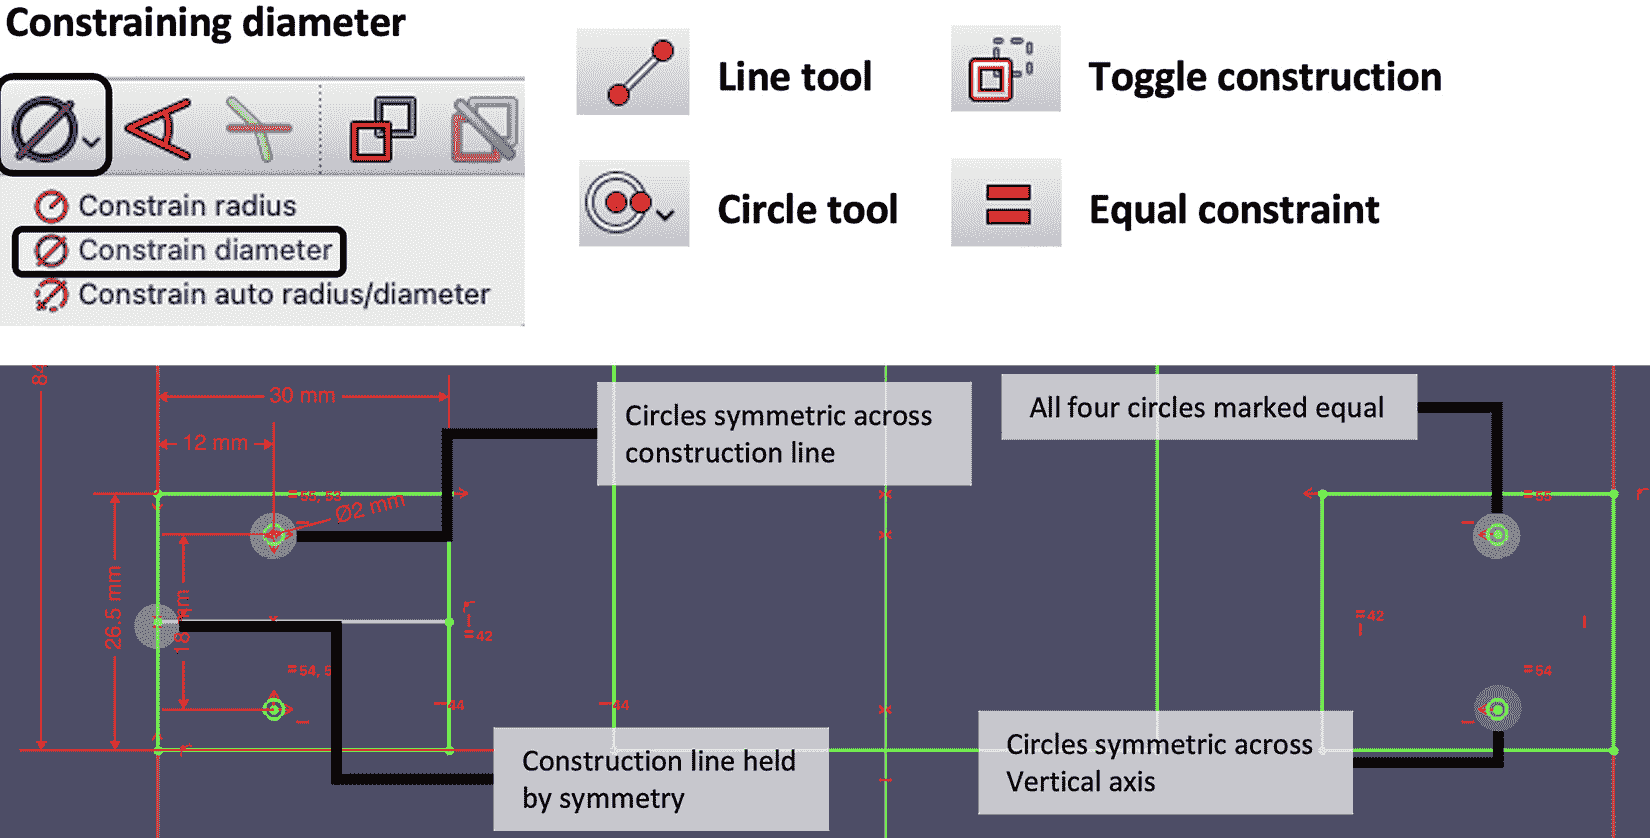 Constraining diameter
Line tool
Toggle construction
Constrain radius
Constrain diameter
Constrain auto radius/diameter
Circle tool
Equal constraint
84
30 mm
12 mm
Circles symmetric across
construction line
All four circles marked equal
Ø2 mm
=55
26.5 mm
18 mm
=42
=42
=54, 5
=54
44
44
Construction line held
by symmetry
Circles symmetric across
Vertical axis